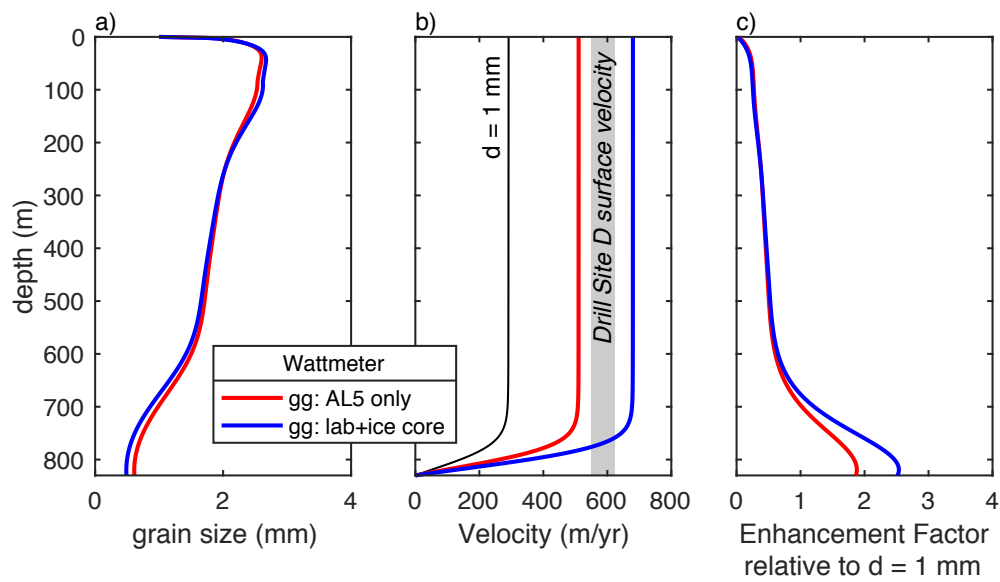 a)
b)
c)
0
100
200
300
400
500
600
700
800
depth (m)
d = 1 mm
Drill Site D surface velocity
Wattmeter
gg: AL5 only
gg: lab+ice core
0
2
4
0
200
400
600
800
0
1
2
3
4
grain size (mm)
Velocity (m/yr)
Enhancement Factor
relative to d = 1 mm